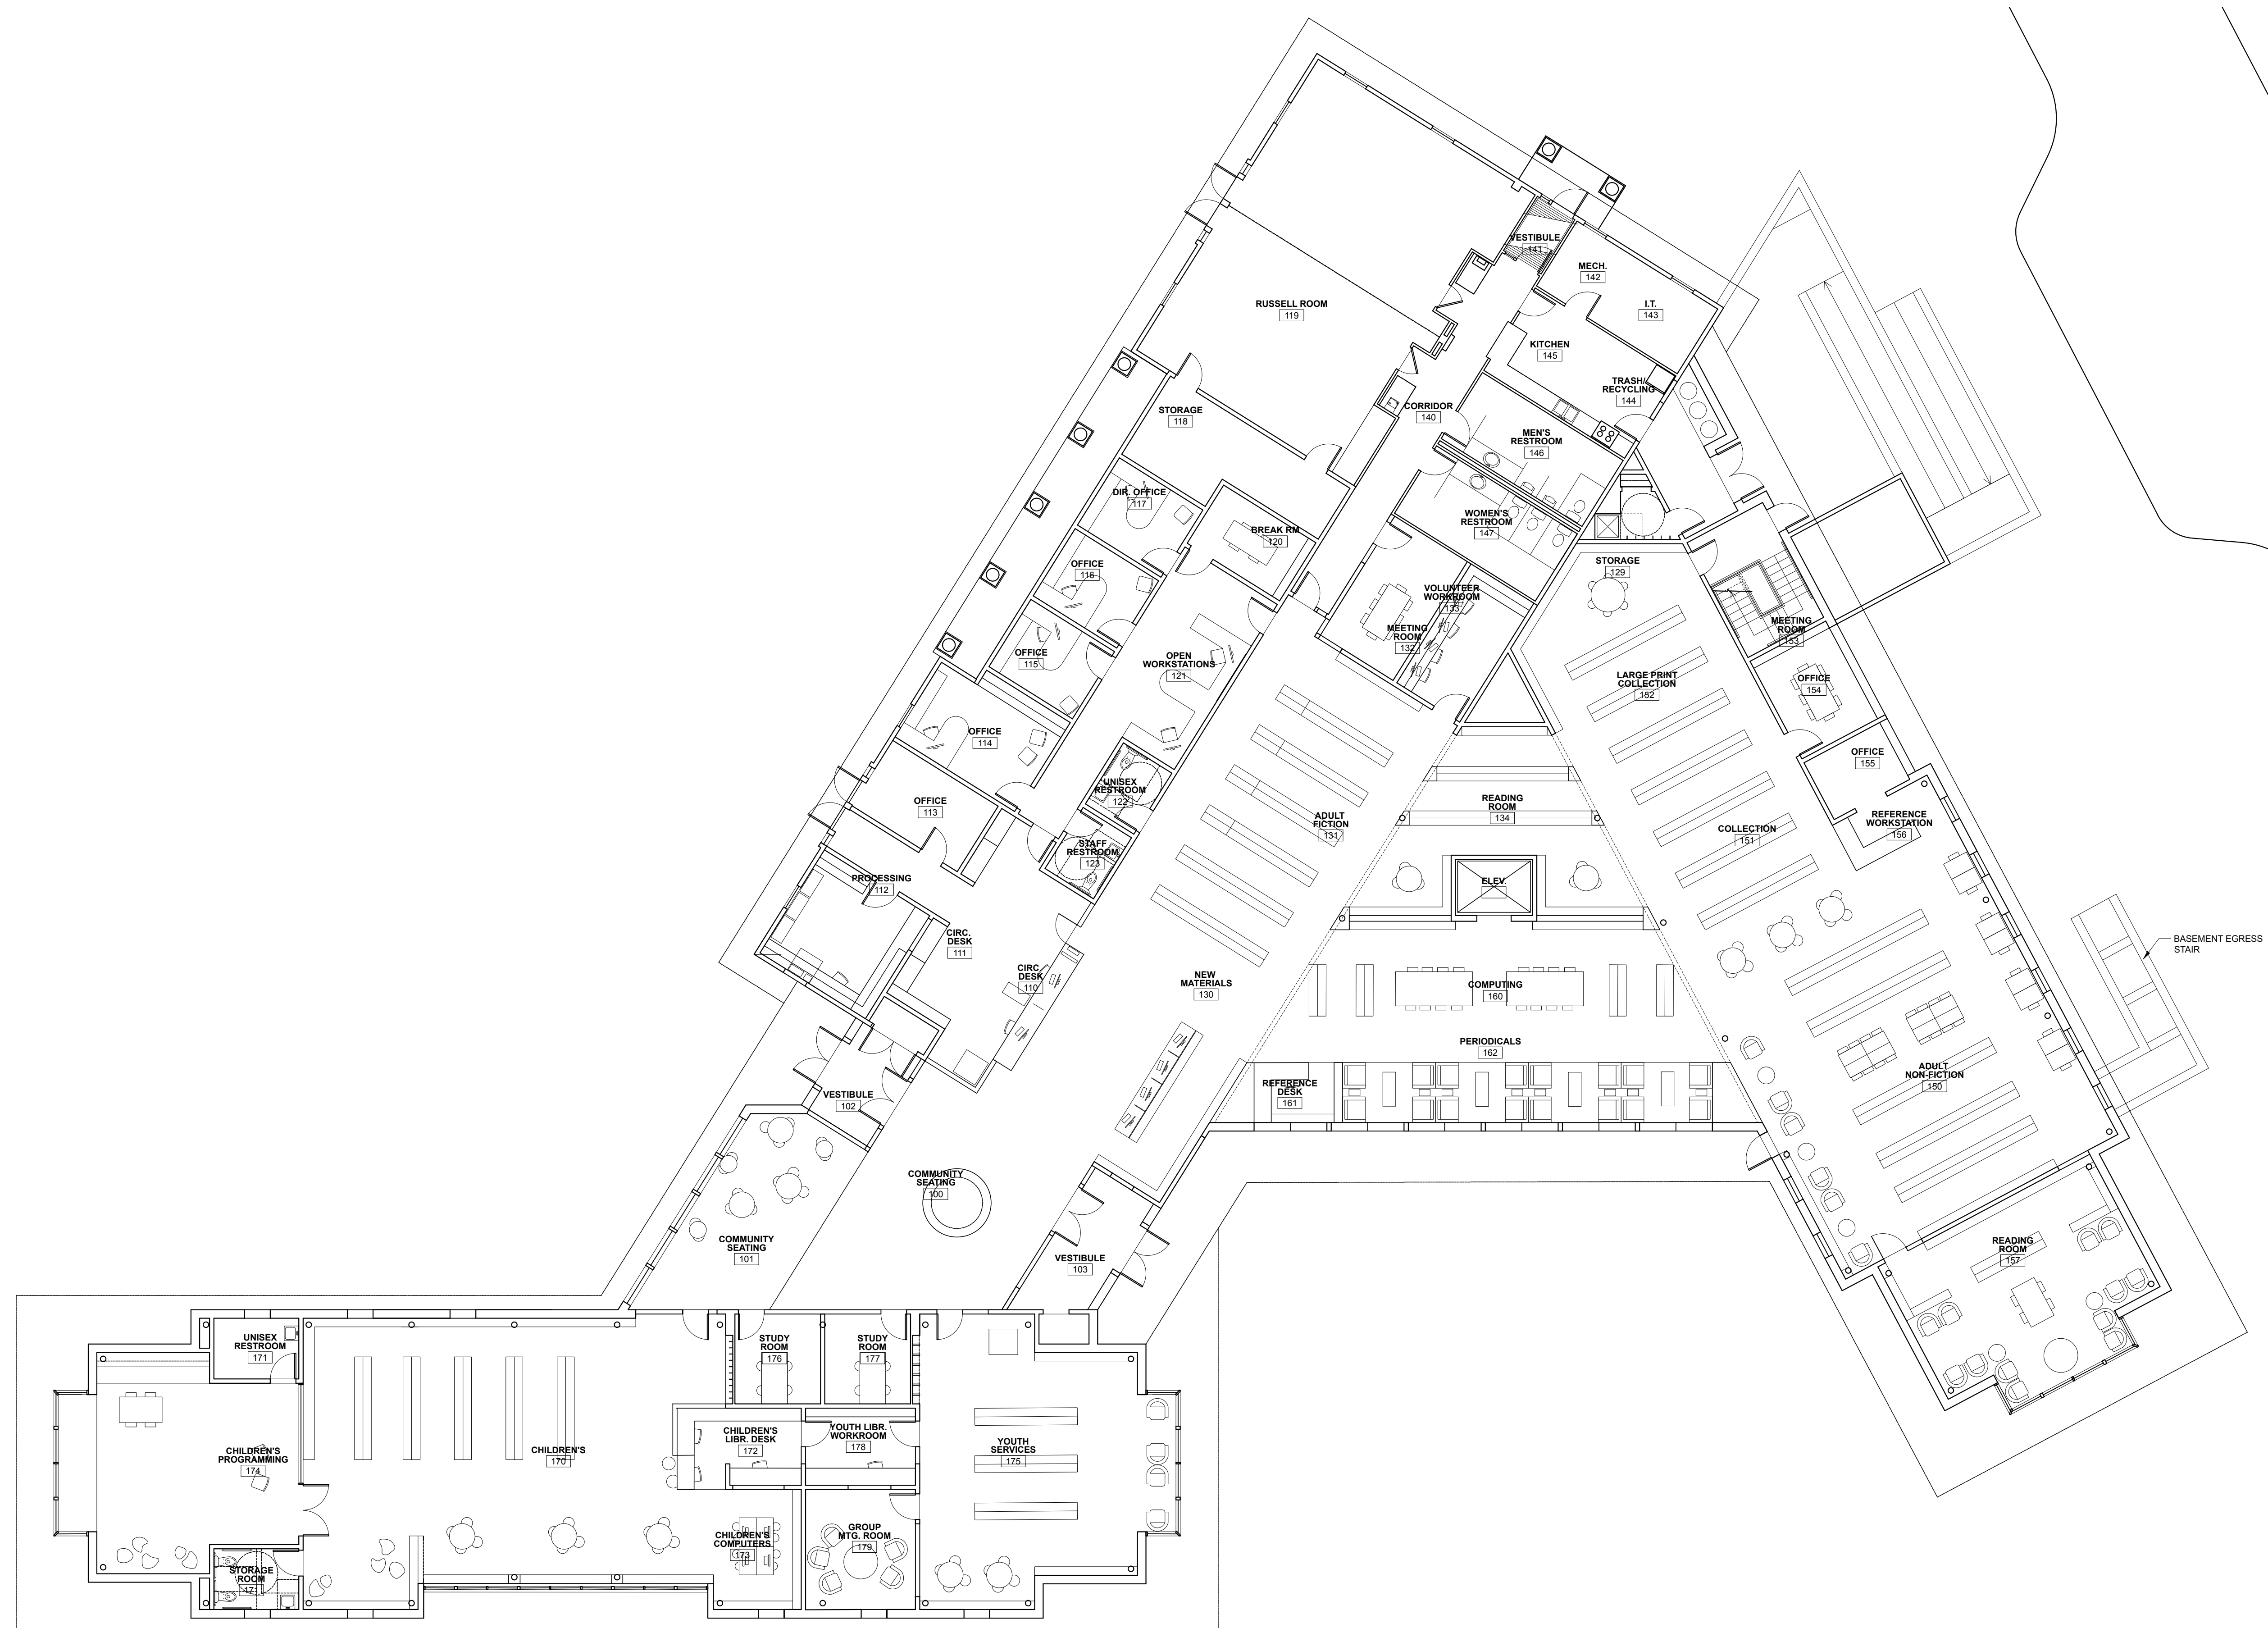 VESTIBULE
141
MECH.
142
I.T.
143
RUSSELL ROOM
119
KITCHEN
145
TRASH/
RECYCLING
144
STORAGE
118
CORRIDOR
140
MEN'S
RESTROOM
146
DIR. OFFICE
117
WOMEN'S
RESTROOM
147
BREAK RM
120
OFFICE
116
STORAGE
129
VOLUNTEER
WORKROOM
133
MEETING
ROOM
132
MEETING
ROOM
153
OFFICE
115
OPEN
WORKSTATIONS
121
LARGE PRINT
COLLECTION
152
OFFICE
154
OFFICE
114
OFFICE
155
UNISEX
RESTROOM
122
OFFICE
113
READING
ROOM
134
ADULT
FICTION
131
REFERENCE
WORKSTATION
156
COLLECTION
151
STAFF
RESTROOM
123
PROCESSING
112
ELEV.
CIRC.
DESK
111
BASEMENT EGRESS
STAIR
CIRC.
DESK
110
NEW
MATERIALS
130
COMPUTING
160
PERIODICALS
162
ADULT
NON-FICTION
150
REFERENCE
DESK
161
VESTIBULE
102
COMMUNITY
SEATING
100
COMMUNITY
SEATING
101
VESTIBULE
103
READING
ROOM
157
UNISEX
RESTROOM
171
STUDY
ROOM
176
STUDY
ROOM
177
CHILDREN'S
PROGRAMMING
174
CHILDREN'S
170
CHILDREN'S
LIBR. DESK
172
YOUTH LIBR.
WORKROOM
178
YOUTH
SERVICES
175
CHILDREN'S
COMPUTERS
173
GROUP
MTG. ROOM
179
STORAGE
ROOM
171